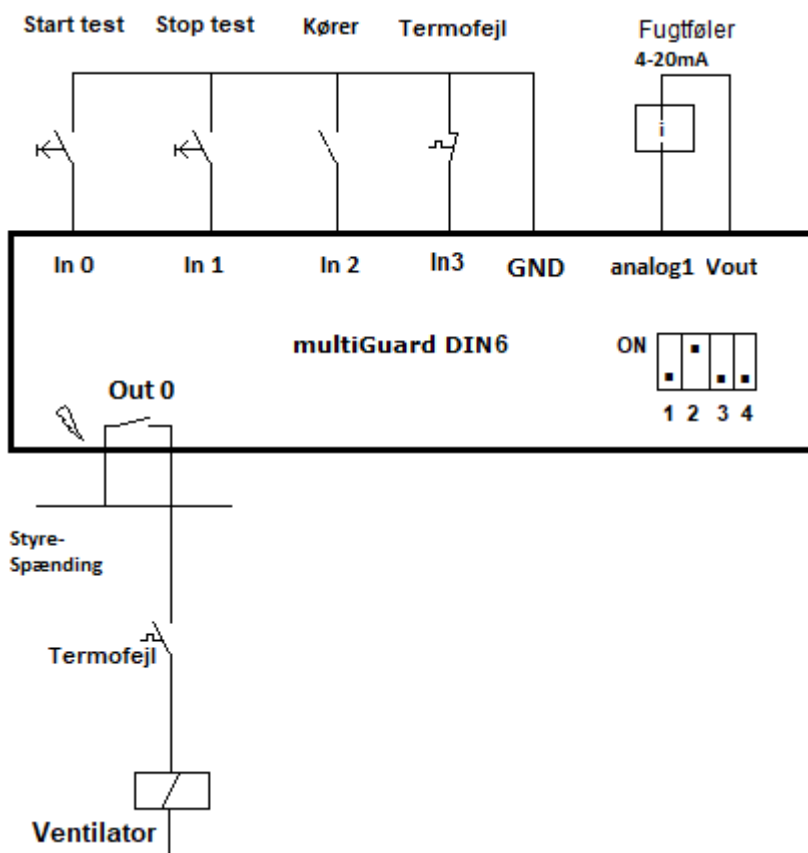 Start test
Stop test
Kører
Termofejl
Fugtføler
4-20mA
i
In 0
In 1
In 2
In3
GND
analog1
Vout
multiGuard DIN6
ON
1 2 3 4
Out 0
Styre-
Spænding
Termofejl
Ventilator